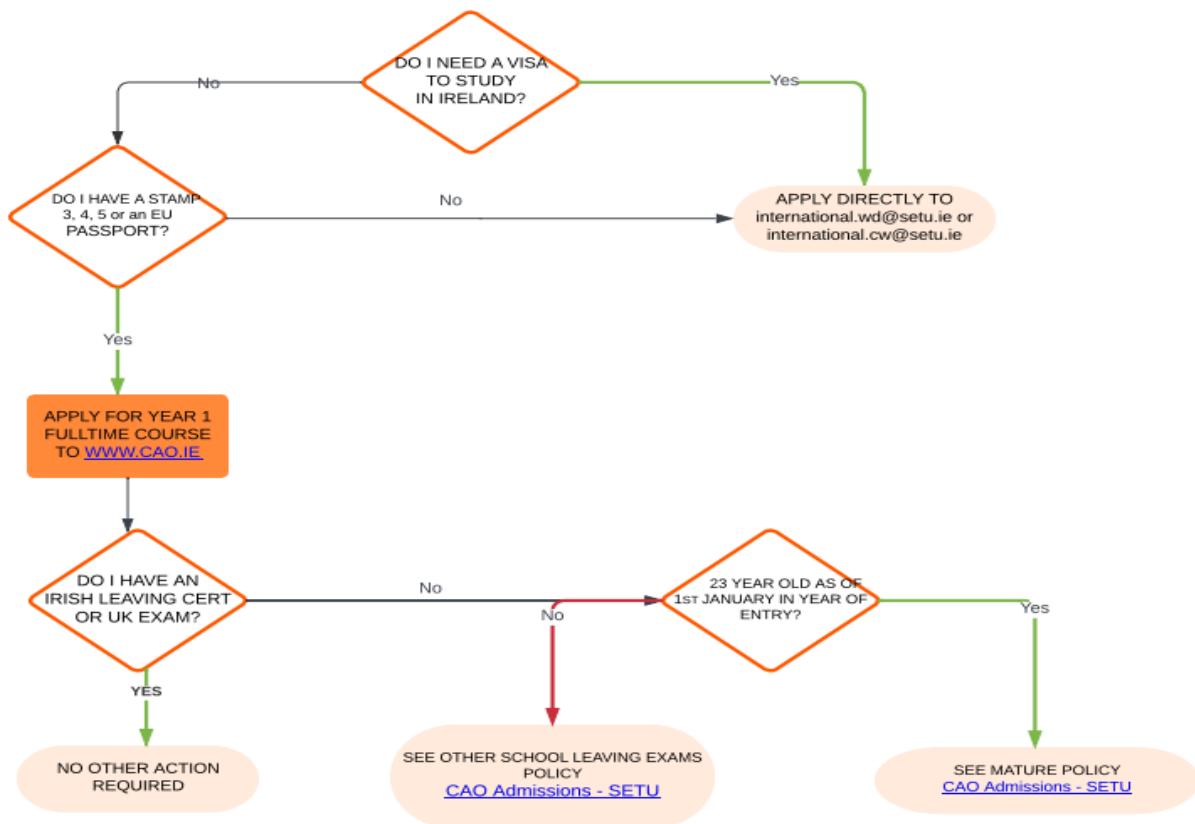 DO I NEED A VISA
TO STUDY
IN IRELAND?
No
Yes
DO I HAVE A STAMP
3, 4, 5 or an EU
PASSPORT?
No
APPLY DIRECTLY TO
international.wd@setu.ie or
international.cw@setu.ie
Yes
APPLY FOR YEAR 1
FULLTIME COURSE
TO WWW.CAO.IE
DO I HAVE AN
IRISH LEAVING CERT
OR UK EXAM?
No
No
23 YEAR OLD AS OF
1ST JANUARY IN YEAR OF
ENTRY?
Yes
YES
NO OTHER ACTION
REQUIRED
SEE OTHER SCHOOL LEAVING EXAMS
POLICY
CAO Admissions - SETU
SEE MATURE POLICY
CAO Admissions - SETU